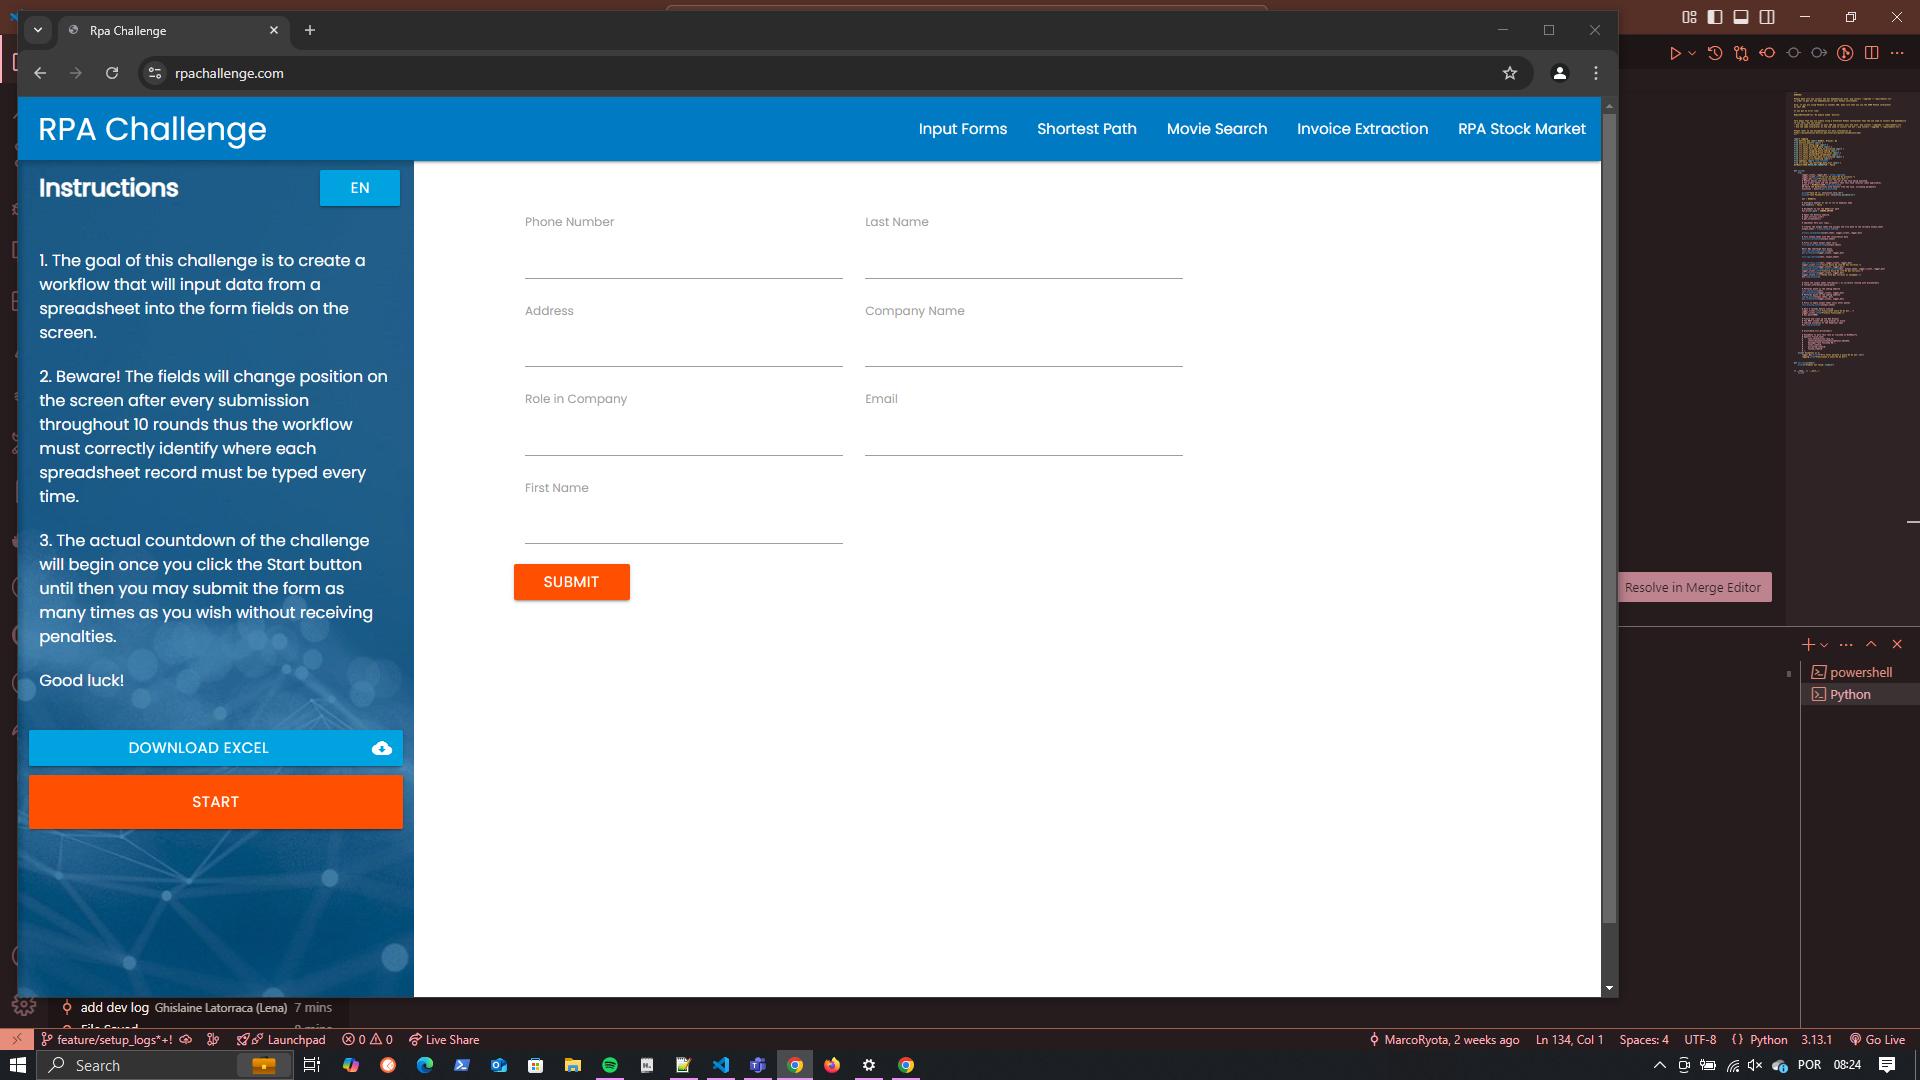 Rpa Challenge
rpachallenge.com
RPA Challenge
Input Forms
Shortest Path
Movie Search
Invoice Extraction
RPA Stock Market
Instructions
EN
1. The goal of this challenge is to create a
workflow that will input data from a
spreadsheet into the form fields on the
screen.
2. Beware! The fields will change position on
the screen after every submission
throughout 10 rounds thus the workflow
must correctly identify where each
spreadsheet record must be typed every
time.
3. The actual countdown of the challenge
will begin once you click the Start button
until then you may submit the form as
many times as you wish without receiving
penalties.
Good luck!
DOWNLOAD EXCEL
START
Phone Number
Last Name
Address
Company Name
Role in Company
Email
First Name
SUBMIT
Resolve in Merge Editor
powershell
Python
add dev log Ghislaine Latorraca (Lena) 7 mins
feature/setup_logs*+!
Launchpad
0 0
Live Share
MarcoRyota, 2 weeks ago
Ln 134, Col 1
Spaces: 4
UTF-8
{ } Python
3.13.1
Go Live
Search
POR
08:24